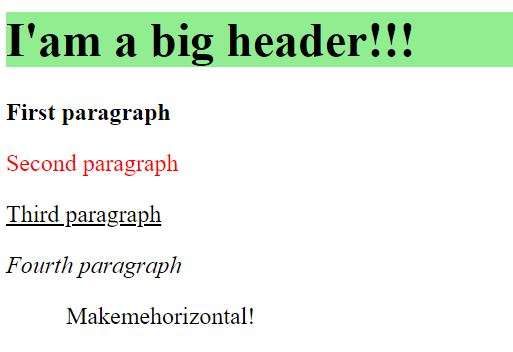 I'am a big header!!!
First paragraph
Second paragraph
Third paragraph
Fourth paragraph
Makemehorizontal!